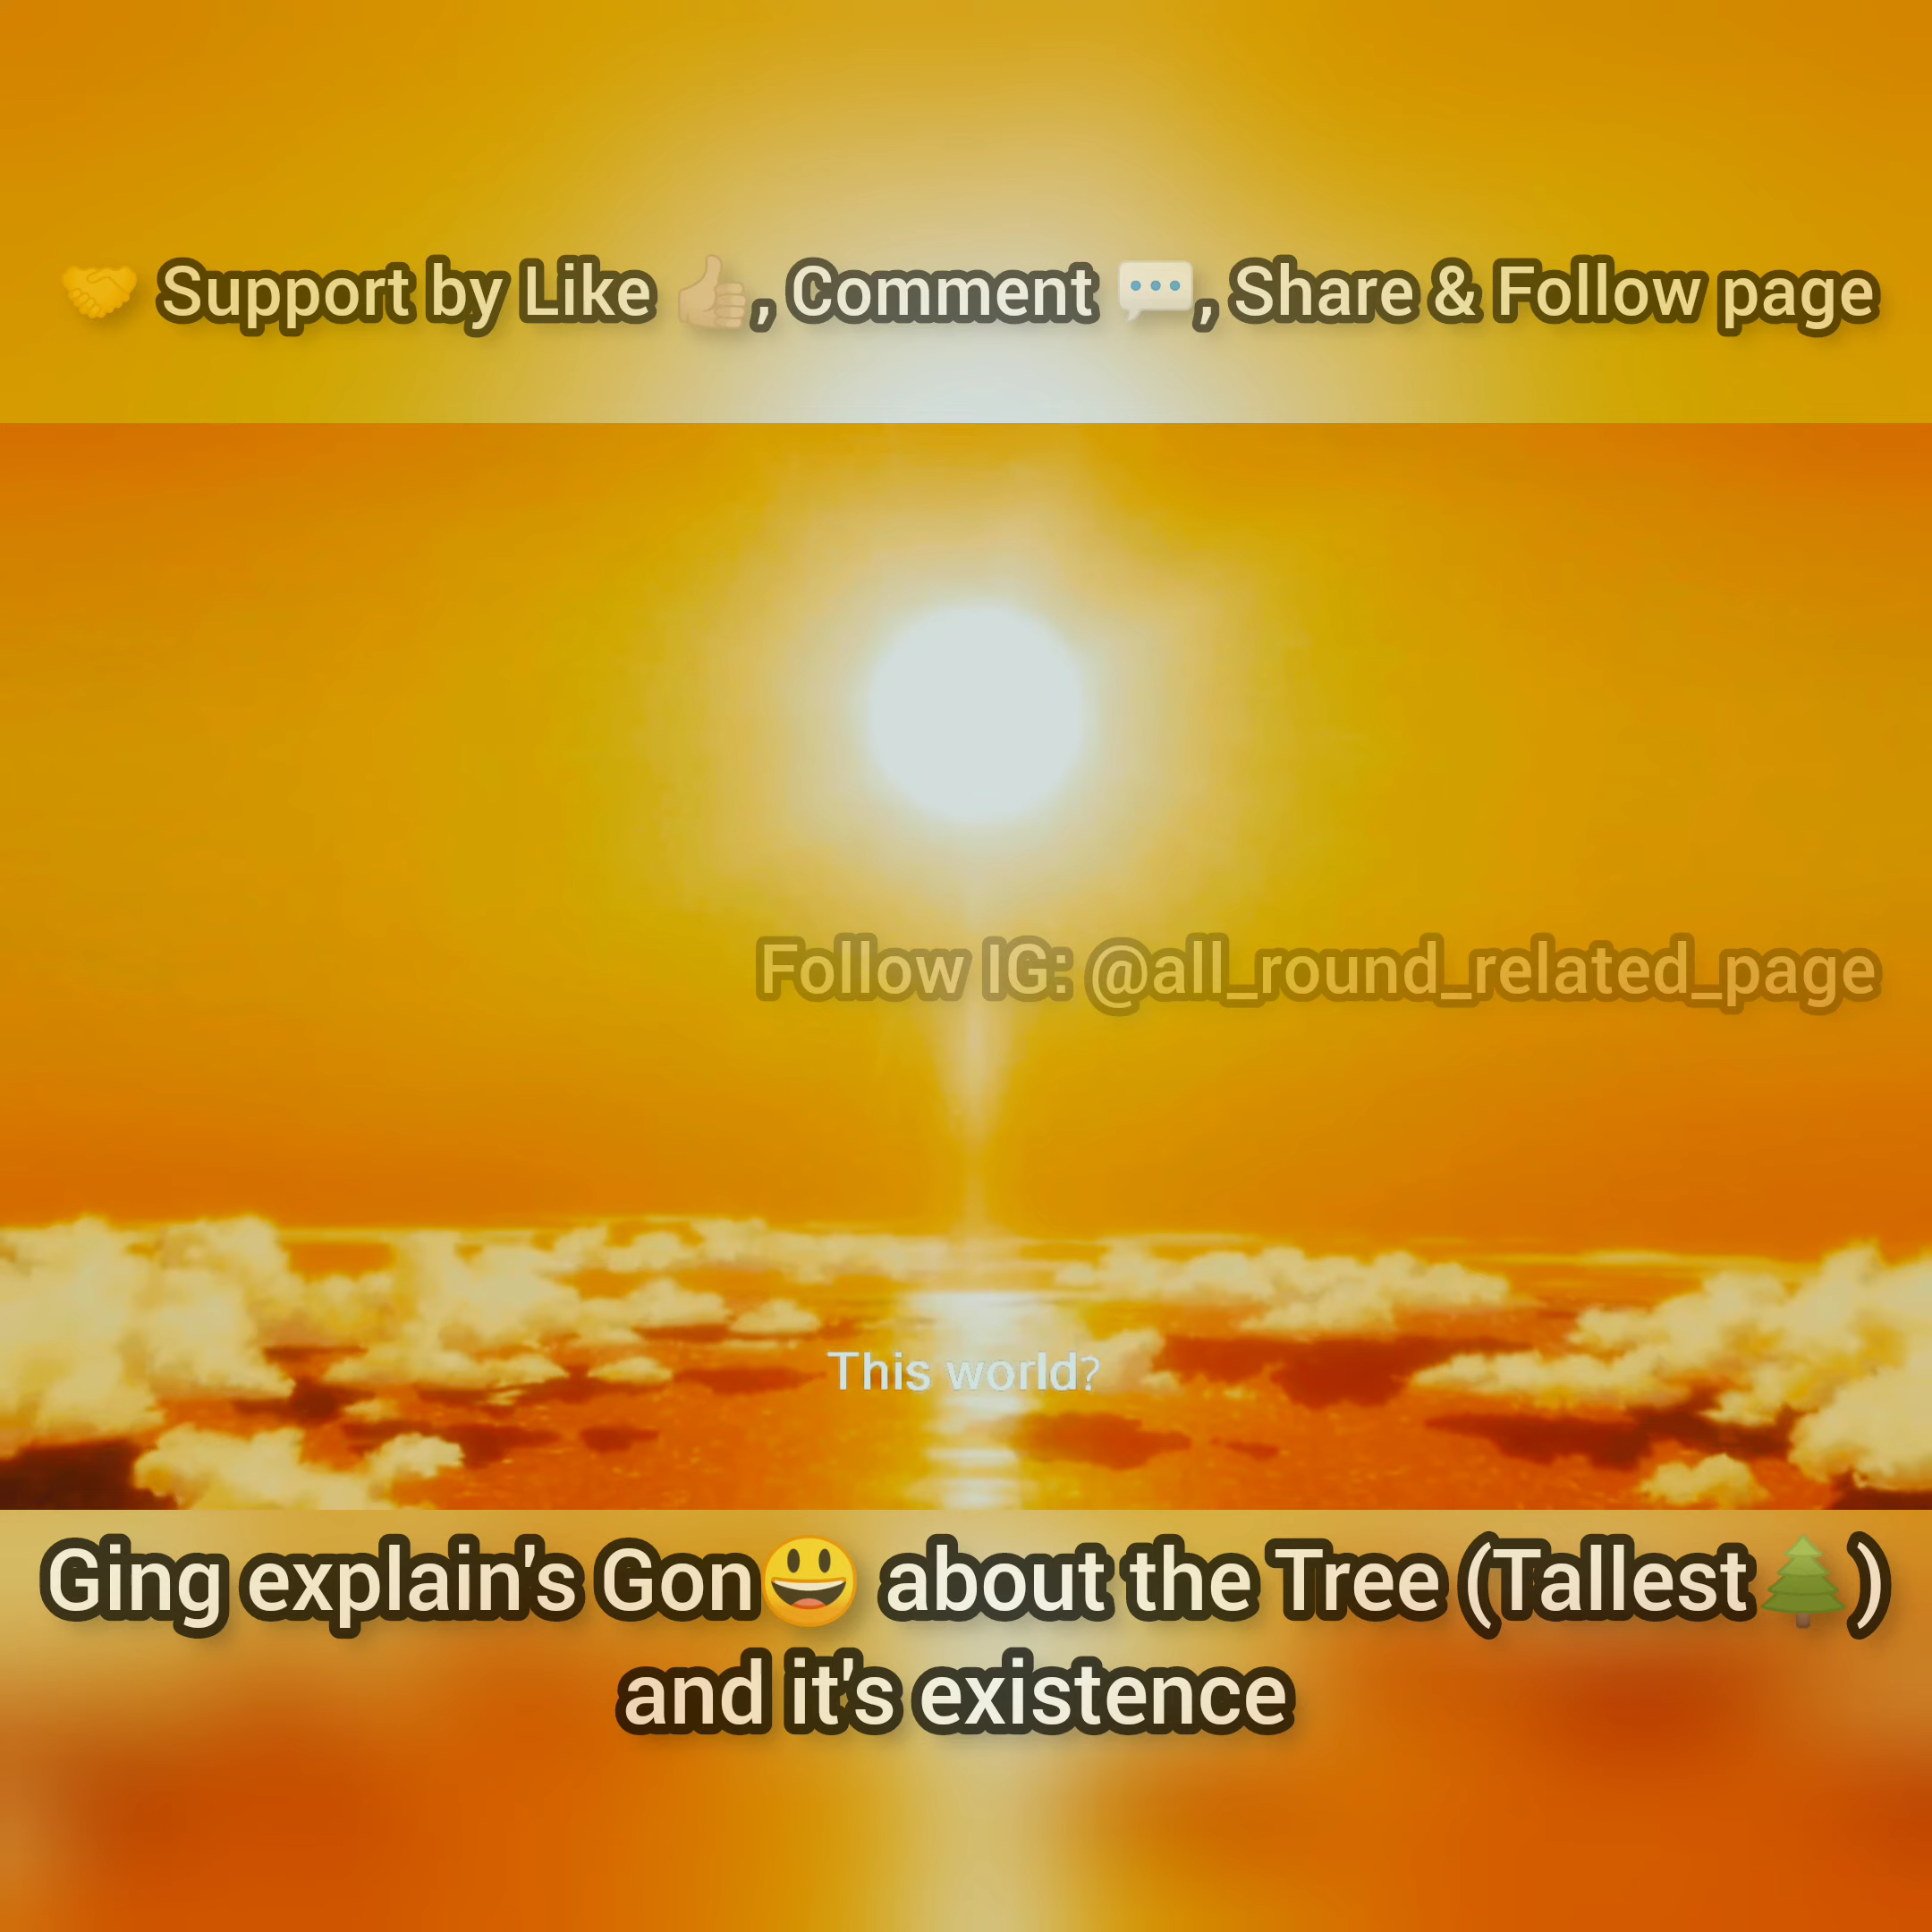 🤝 Support by Like 👍🏼, Comment 💬, Share & Follow page
Follow IG: @all_round_related_page
This world?
Ging explain's Gon😃 about the Tree (Tallest🌲)
and it's existence